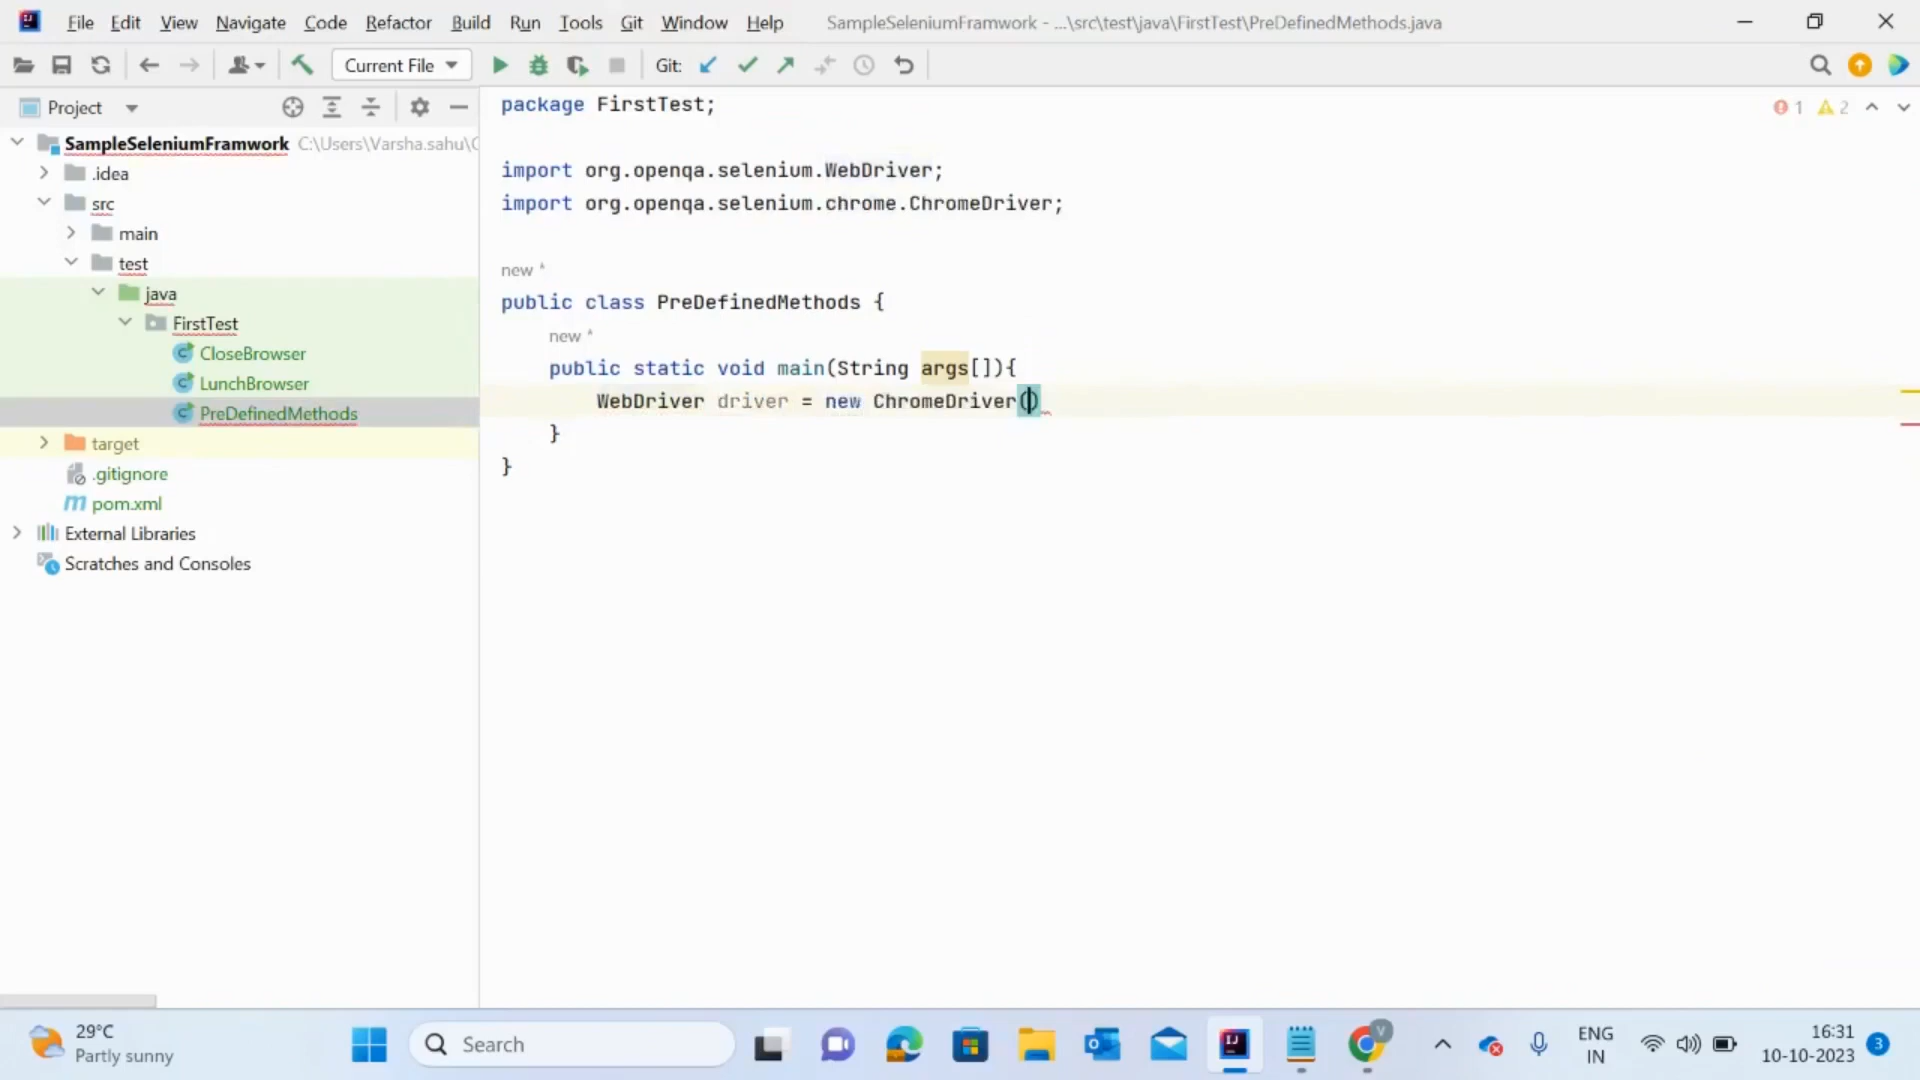 File Edit View Navigate Code Refactor Build Run Tools Git Window Help SampleSeleniumFramwork - ...\src\test\java\FirstTest\PreDefinedMethods.java
Current File Git:
Project
SampleSeleniumFramwork C:\Users\Varsha.sahu\
.idea
src
main
test
java
FirstTest
CloseBrowser
LunchBrowser
PreDefinedMethods
target
.gitignore
pom.xml
External Libraries
Scratches and Consoles
1 2
package FirstTest;
import org.openqa.selenium.WebDriver;
import org.openqa.selenium.chrome.ChromeDriver;
new *
public class PreDefinedMethods {
new *
public static void main(String args[]){
WebDriver driver = new ChromeDriver()
}
}
29°C
Partly sunny
Search
V
ENG
IN
16:31
10-10-2023
3